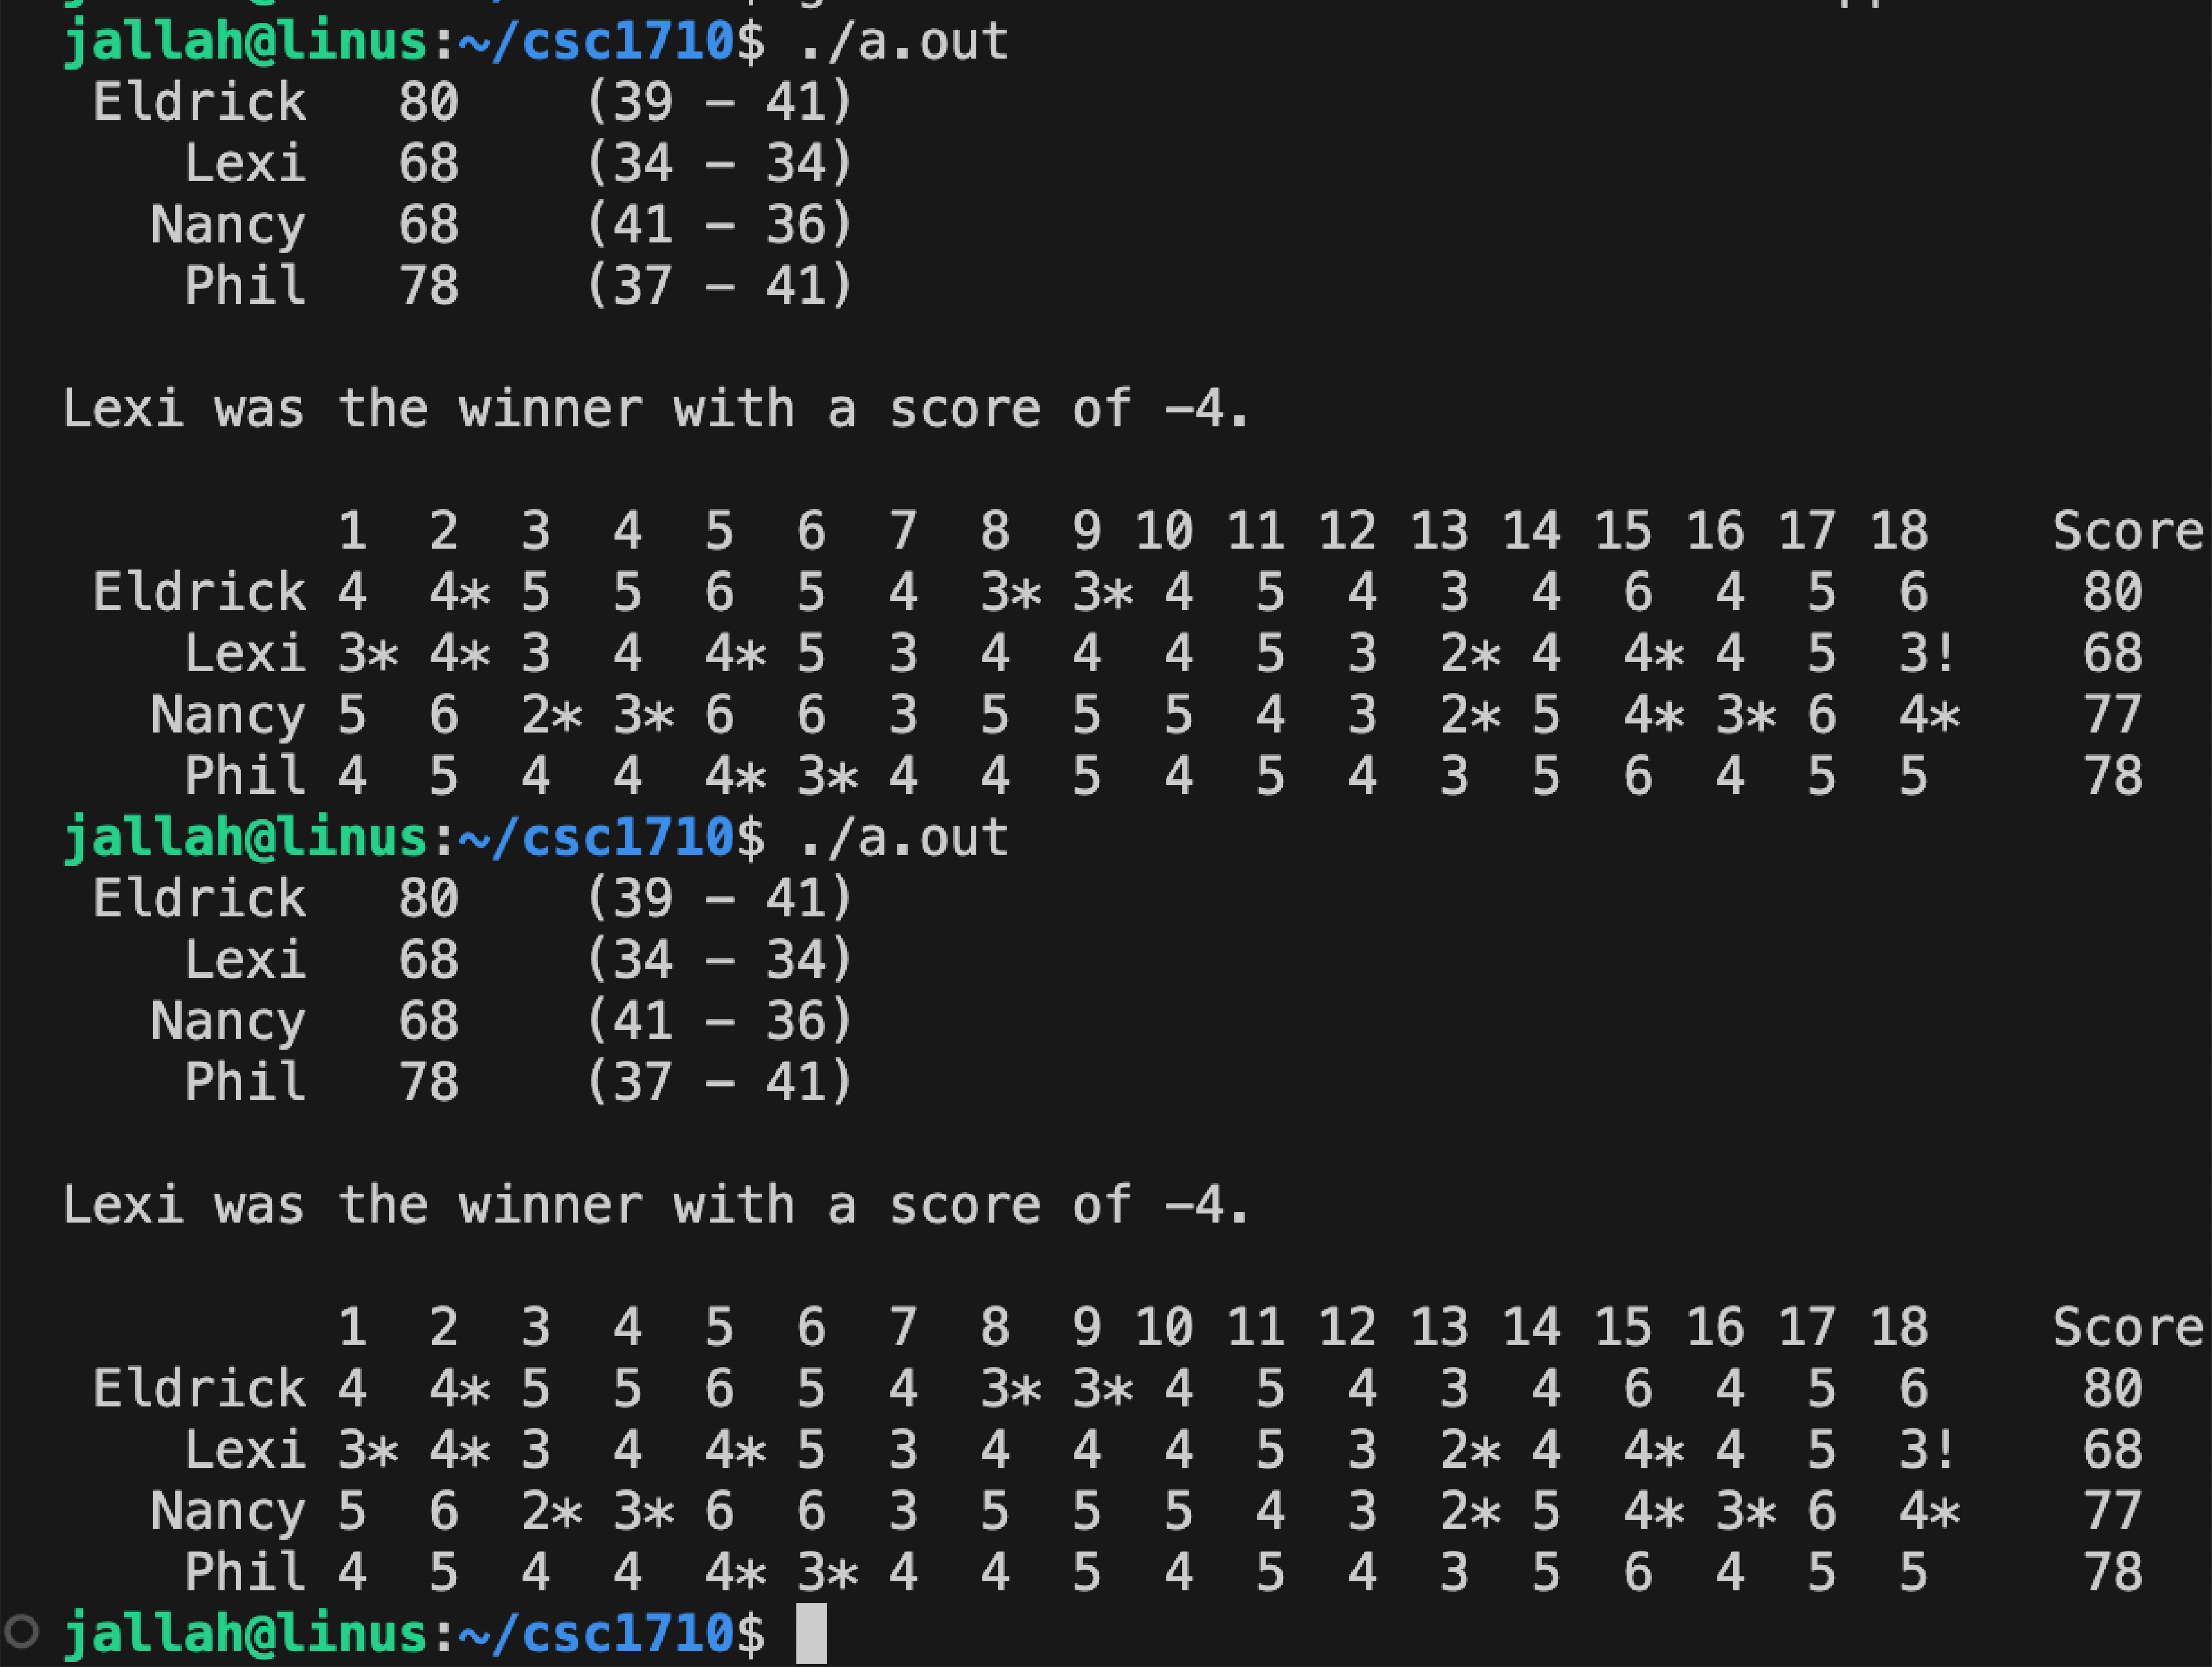 jallah@linus:~/csc1710$ ./a.out
Eldrick   80    (39 – 41)
Lexi   68    (34 – 34)
Nancy   68    (41 – 36)
Phil   78    (37 – 41)
Lexi was the winner with a score of –4.
1  2  3  4  5  6  7  8  9 10 11 12 13 14 15 16 17 18    Score
Eldrick 4  4* 5  5  6  5  4  3* 3* 4  5  4  3  4  6  4  5  6     80
Lexi 3* 4* 3  4  4* 5  3  4  4  4  5  3  2* 4  4* 4  5  3!    68
Nancy 5  6  2* 3* 6  6  3  5  5  5  4  3  2* 5  4* 3* 6  4*    77
Phil 4  5  4  4  4* 3* 4  4  5  4  5  4  3  5  6  4  5  5     78
jallah@linus:~/csc1710$ ./a.out
Eldrick   80    (39 – 41)
Lexi   68    (34 – 34)
Nancy   68    (41 – 36)
Phil   78    (37 – 41)
Lexi was the winner with a score of –4.
1  2  3  4  5  6  7  8  9 10 11 12 13 14 15 16 17 18    Score
Eldrick 4  4* 5  5  6  5  4  3* 3* 4  5  4  3  4  6  4  5  6     80
Lexi 3* 4* 3  4  4* 5  3  4  4  4  5  3  2* 4  4* 4  5  3!    68
Nancy 5  6  2* 3* 6  6  3  5  5  5  4  3  2* 5  4* 3* 6  4*    77
Phil 4  5  4  4  4* 3* 4  4  5  4  5  4  3  5  6  4  5  5     78
jallah@linus:~/csc1710$